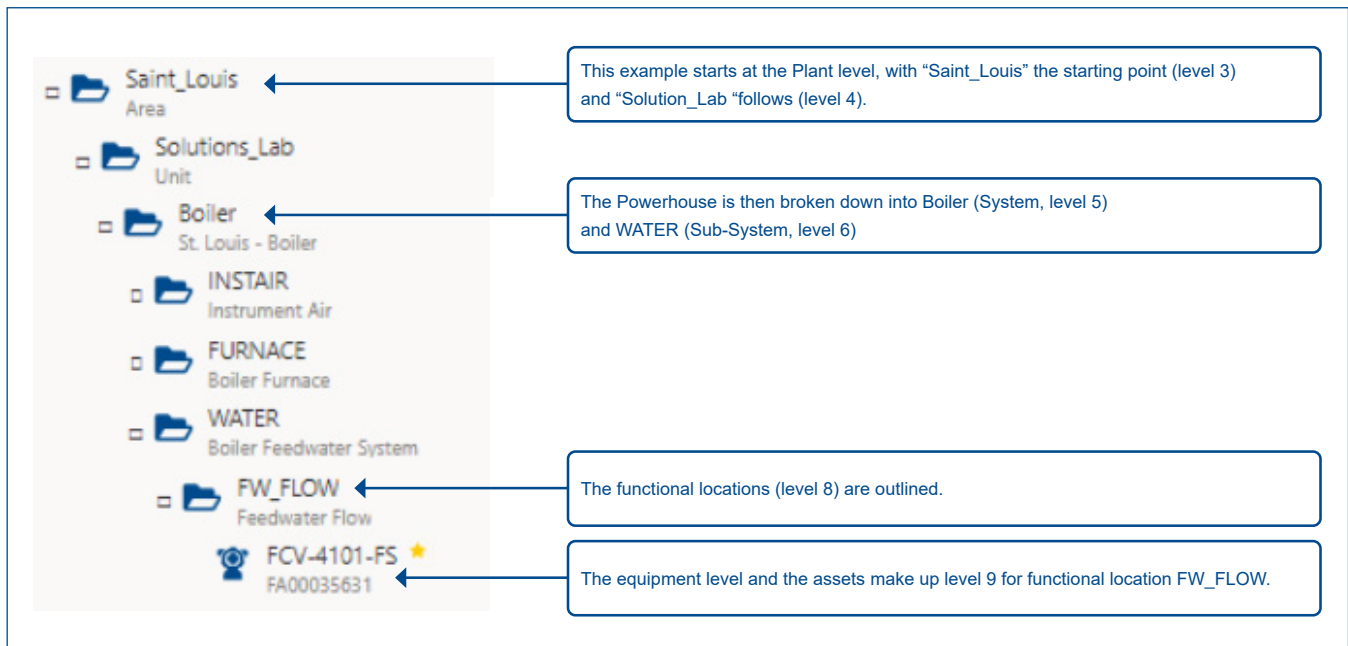 Saint_Louis
Area
This example starts at the Plant level, with “Saint_Louis” the starting point (level 3)
and “Solution_Lab “follows (level 4).
Solutions_Lab
Unit
Boiler
St. Louis - Boiler
The Powerhouse is then broken down into Boiler (System, level 5)
and WATER (Sub-System, level 6)
INSTAIR
Instrument Air
FURNACE
Boiler Furnace
WATER
Boiler Feedwater System
FW_FLOW
Feedwater Flow
The functional locations (level 8) are outlined.
FCV-4101-FS
FA00035631
The equipment level and the assets make up level 9 for functional location FW_FLOW.